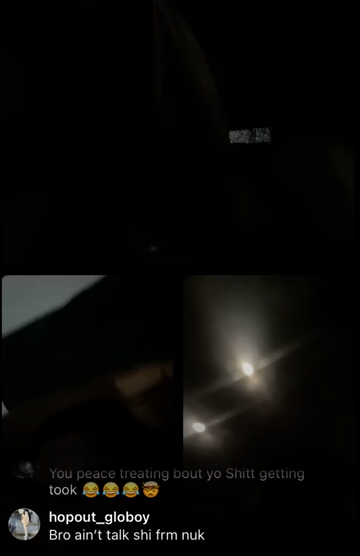 You peace treating bout yo Shitt getting
took 😂😂😂🤯
hopout_globoy
Bro ain't talk shi frm nuk